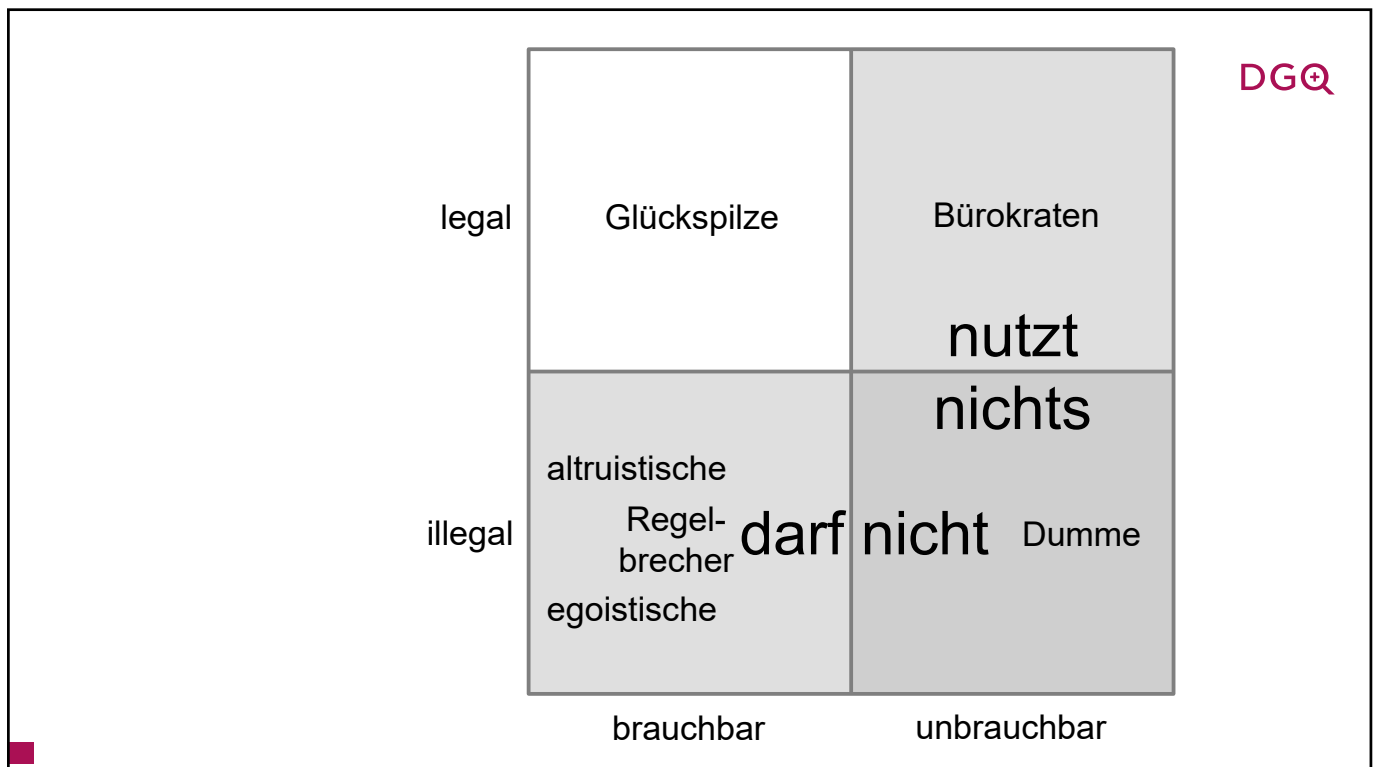 DGQ
legal
Glückspilze
Bürokraten
nutzt
nichts
altruistische
Regel-
brecher
egoistische
illegal
darf nicht
Dumme
brauchbar
unbrauchbar